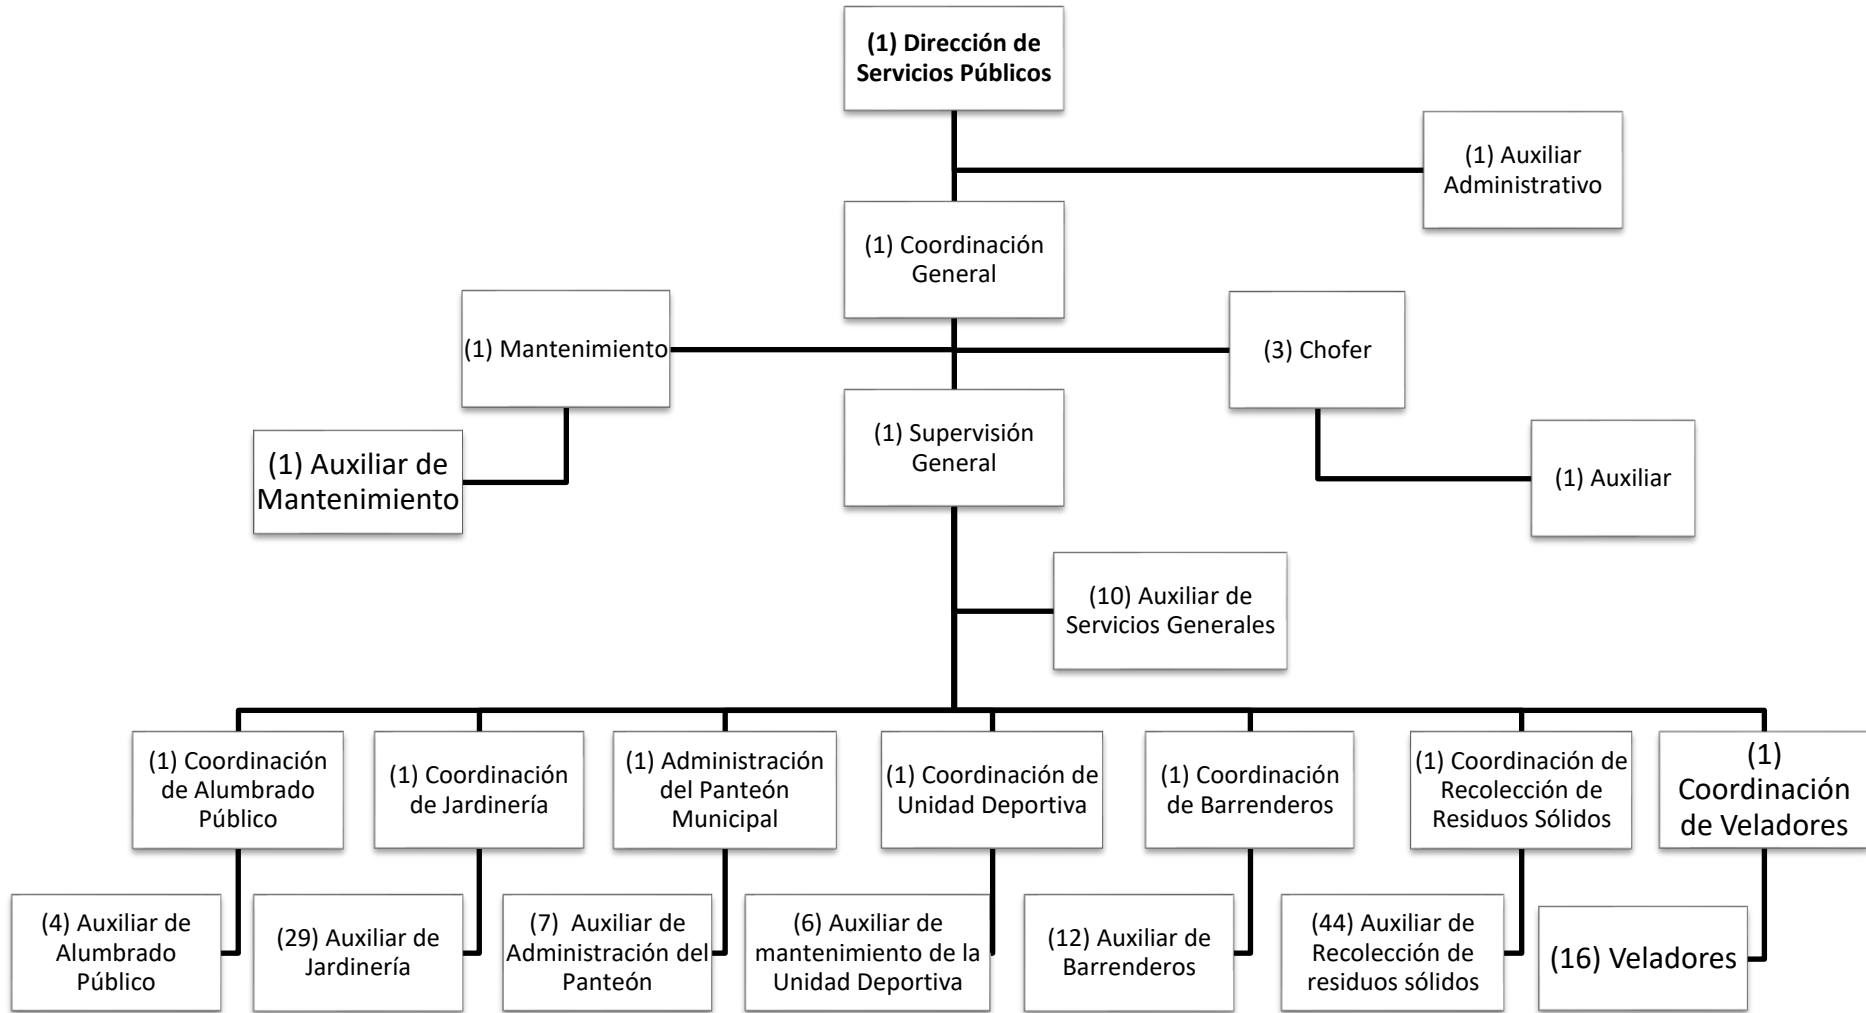 (1) Dirección de
Servicios Públicos
(1) Auxiliar
Administrativo
(1) Coordinación
General
(1) Mantenimiento
(3) Chofer
(1) Auxiliar de
Mantenimiento
(1) Supervisión
General
(1) Auxiliar
(10) Auxiliar de
Servicios Generales
(1) Coordinación
de Alumbrado
Público
(1) Coordinación
de Jardinería
(1) Administración
del Panteón
Municipal
(1) Coordinación de
Unidad Deportiva
(1) Coordinación
de Barrenderos
(1) Coordinación de
Recolección de
Residuos Sólidos
(1)
Coordinación
de Veladores
(4) Auxiliar de
Alumbrado
Público
(29) Auxiliar de
Jardinería
(7) Auxiliar de
Administración del
Panteón
(6) Auxiliar de
mantenimiento de la
Unidad Deportiva
(12) Auxiliar de
Barrenderos
(44) Auxiliar de
Recolección de
residuos sólidos
(16) Veladores